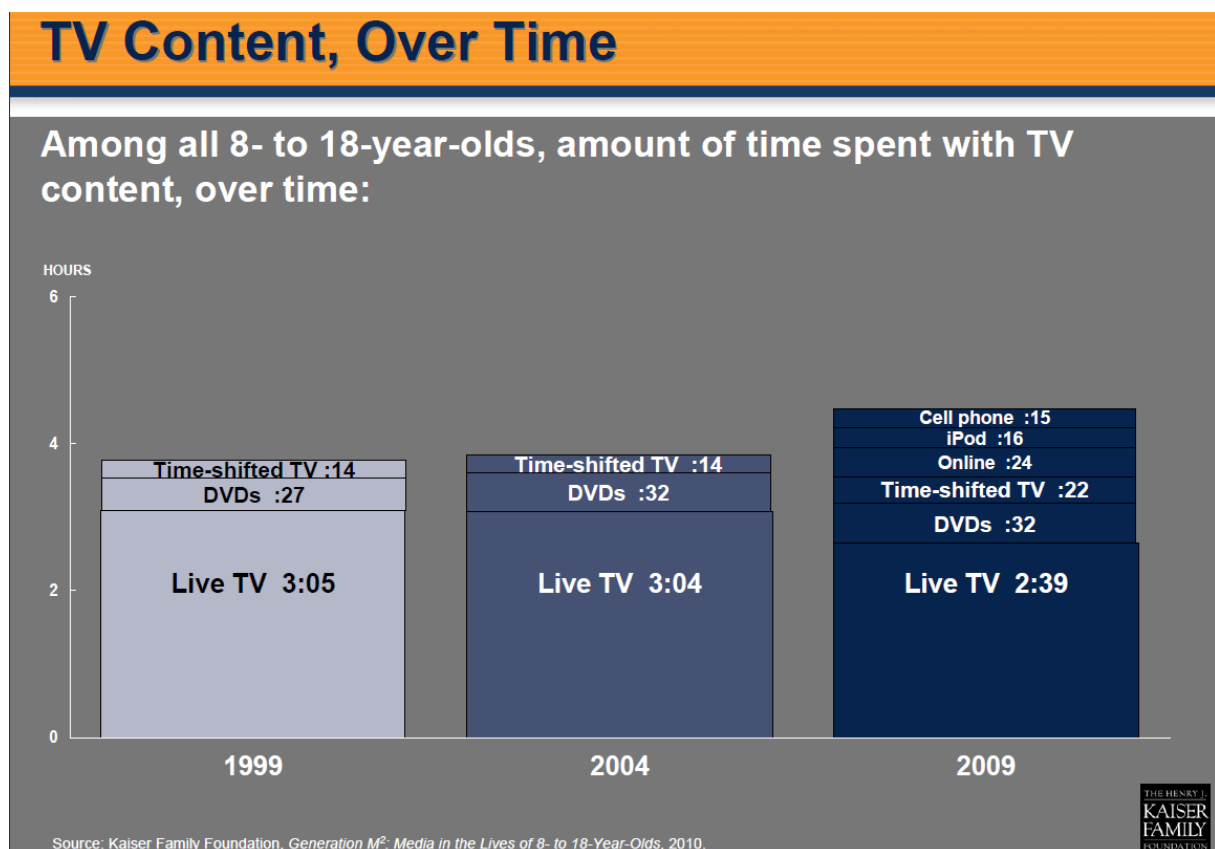 TV Content, Over Time
Among all 8- to 18-year-olds, amount of time spent with TV
content, over time:
HOURS
6
4
2
0
Time-shifted TV :14
DVDs :27
Live TV 3:05
1999
Time-shifted TV :14
DVDs :32
Live TV 3:04
2004
Cell phone :15
iPod :16
Online :24
Time-shifted TV :22
DVDs :32
Live TV 2:39
2009
Source: Kaiser Family Foundation, Generation M²: Media in the Lives of 8- to 18-Year-Olds, 2010.
THE HENRY J.
KAISER
FAMILY
FOUNDATION